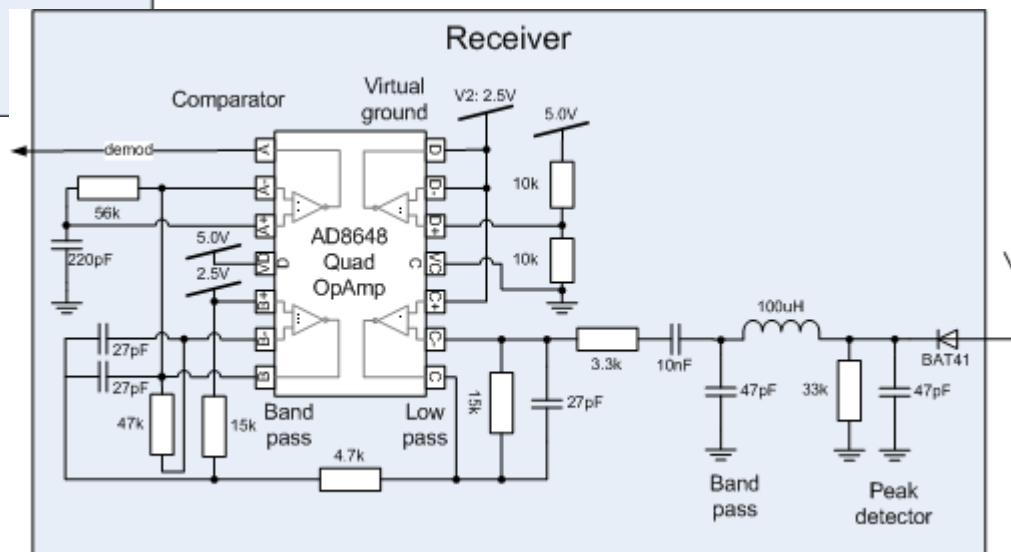 Receiver
Comparator
Virtual
ground
V2: 2.5V
5.0V
demod
A
D
A-
D-
10k
56k
A+
D+
5.0V
AD8648
Quad
OpAmp
D
C
VD
VC
10k
220pF
2.5V
B+
C+
100uH
B-
C-
27pF
3.3k
10nF
BAT41
B
C
27pF
15k
27pF
47pF
33k
47pF
47k
15k
Band
pass
Low
pass
4.7k
Band
pass
Peak
detector